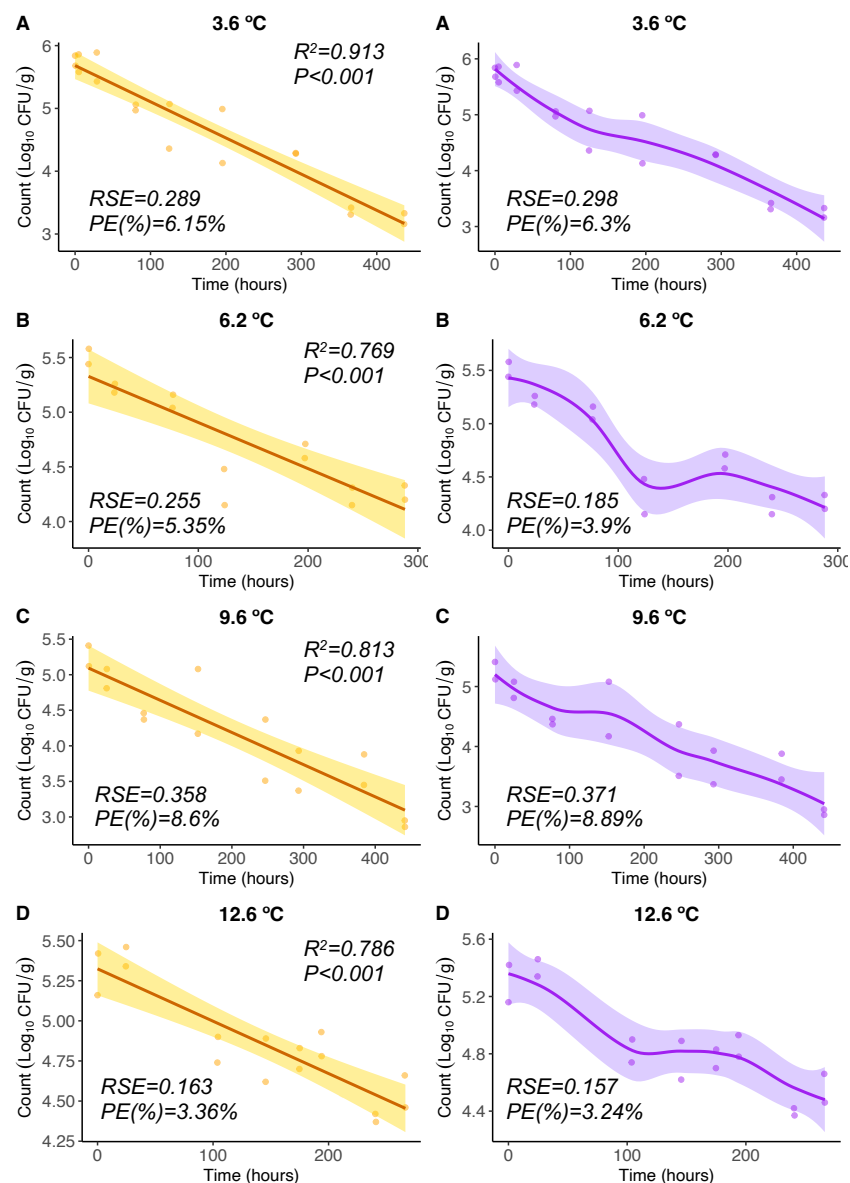 A 3.6 ºC
6
5
4
3
Count (Log10 CFU/g)
R²=0.913
P<0.001
RSE=0.289
PE(%)=6.15%
0 100 200 300 400
Time (hours)
A 3.6 ºC
6
5
4
3
Count (Log10 CFU/g)
RSE=0.298
PE(%)=6.3%
0 100 200 300 400
Time (hours)
B 6.2 ºC
5.5
5.0
4.5
4.0
Count (Log10 CFU/g)
R²=0.769
P<0.001
RSE=0.255
PE(%)=5.35%
0 100 200 300
Time (hours)
B 6.2 ºC
5.5
5.0
4.5
4.0
Count (Log10 CFU/g)
RSE=0.185
PE(%)=3.9%
0 100 200 300
Time (hours)
C 9.6 ºC
5.5
5.0
4.5
4.0
3.5
3.0
Count (Log10 CFU/g)
R²=0.813
P<0.001
RSE=0.358
PE(%)=8.6%
0 100 200 300 400
Time (hours)
C 9.6 ºC
5
4
3
Count (Log10 CFU/g)
RSE=0.371
PE(%)=8.89%
0 100 200 300 400
Time (hours)
D 12.6 ºC
5.50
5.25
5.00
4.75
4.50
4.25
Count (Log10 CFU/g)
R²=0.786
P<0.001
RSE=0.163
PE(%)=3.36%
0 100 200
Time (hours)
D 12.6 ºC
5.6
5.2
4.8
4.4
Count (Log10 CFU/g)
RSE=0.157
PE(%)=3.24%
0 100 200
Time (hours)